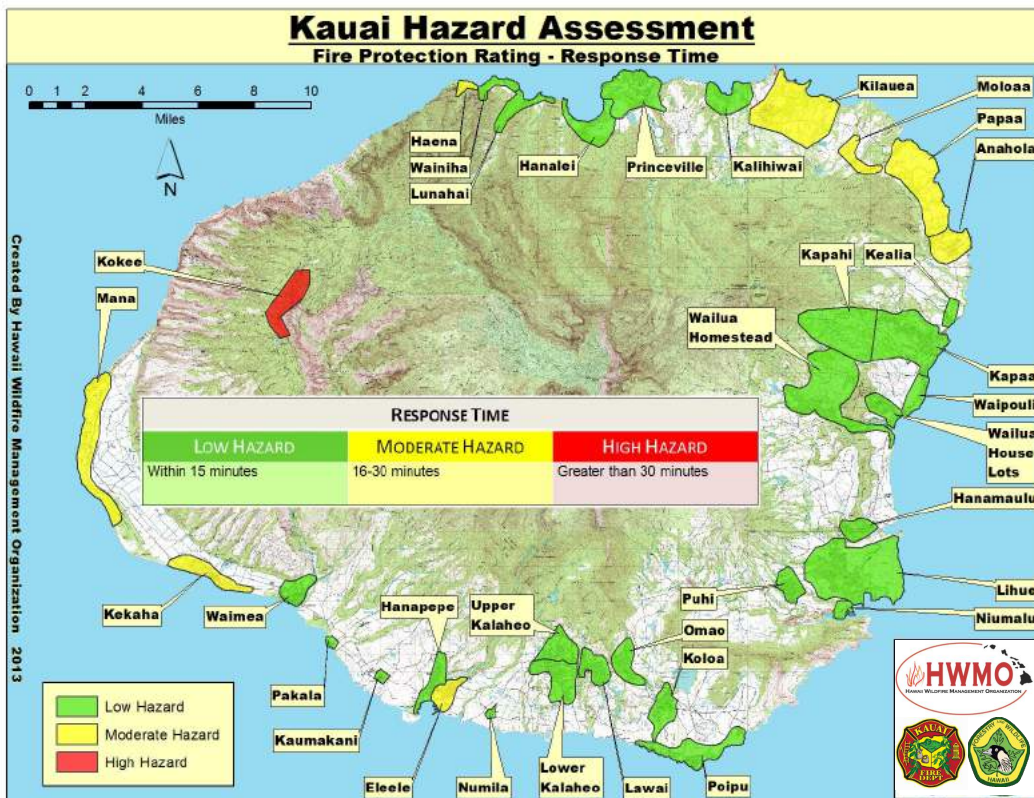 Kauai Hazard Assessment
Fire Protection Rating - Response Time
0 2 4 6 8 10
Miles
N
Haena
Wainiha
Lunahai
Hanalei
Princeville
Kalihiwai
Kilauea
Moloaa
Papaa
Anahola
Kokee
Mana
Kapahi
Kealia
Wailua
Homestead
Kapaa
Waipouli
Wailua
House
Lots
Hanamaulu
RESPONSE TIME
LOW HAZARD
MODERATE HAZARD
HIGH HAZARD
Within 15 minutes
16-30 minutes
Greater than 30 minutes
Kekaha
Waimea
Hanapepe
Upper
Kalaheo
Omao
Koloa
Puhi
Lihue
Niumalu
Pakala
Kaumakani
Eleele
Numila
Lower
Kalaheo
Lawai
Poipu
Low Hazard
Moderate Hazard
High Hazard
Created By Hawaii Wildfire Management Organization 2013
HWMO
HAWAII WILDFIRE MANAGEMENT ORGANIZATION
KAUAI
FIRE
DEPT
FORESTRY AND WILDLIFE
HAWAII